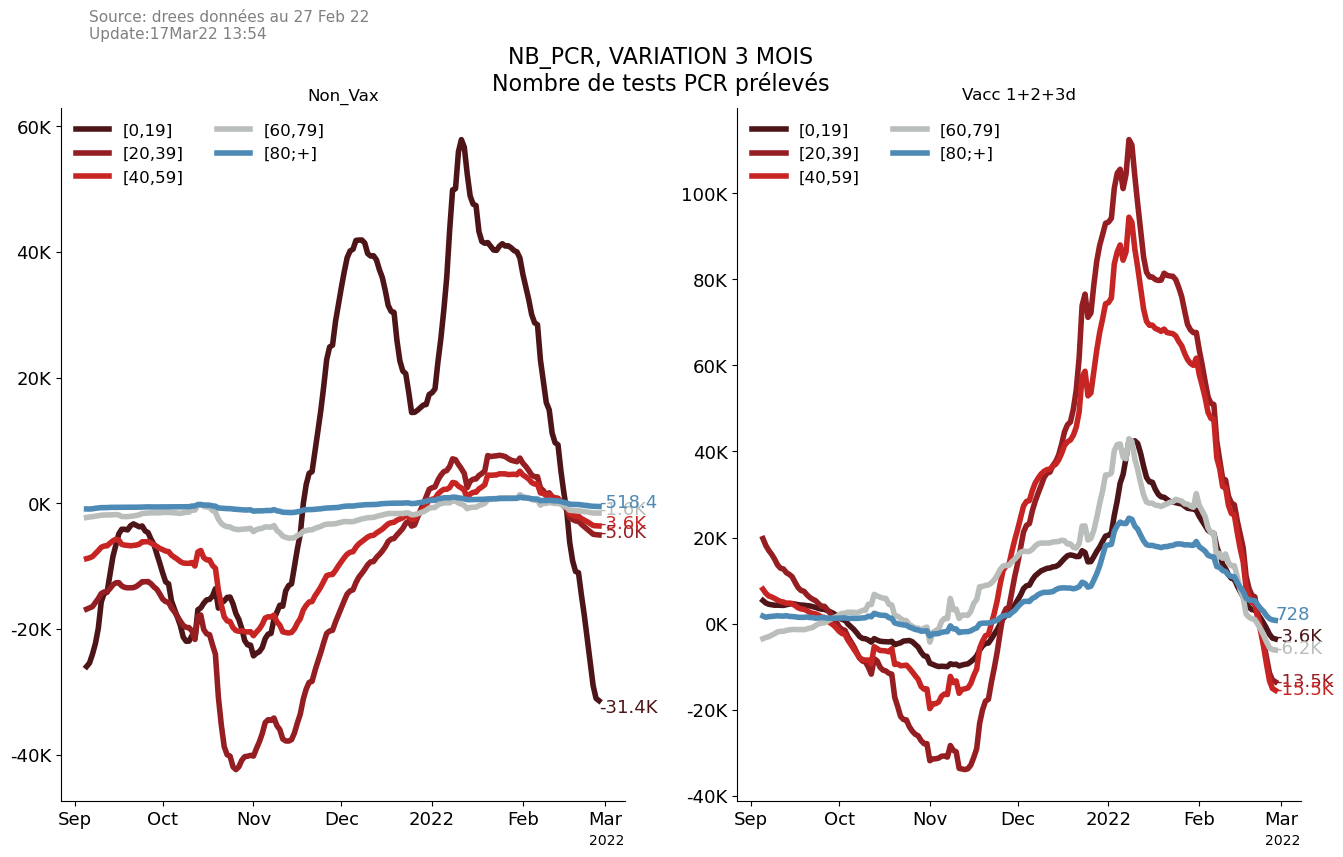 Source: drees données au 27 Feb 22
Update:17Mar22 13:54
NB_PCR, VARIATION 3 MOIS
Nombre de tests PCR prélevés
Non_Vax
[0,19]
[20,39]
[40,59]
[60,79]
[80;+]
60K
40K
20K
0K
-20K
-40K
-518.4
-1.6K
-3.6K
-5.0K
-31.4K
Sep
Oct
Nov
Dec
2022
Feb
Mar
2022
Vacc 1+2+3d
[0,19]
[20,39]
[40,59]
[60,79]
[80;+]
100K
80K
60K
40K
20K
0K
-20K
-40K
728
-3.6K
-6.2K
-13.5K
-15.5K
Sep
Oct
Nov
Dec
2022
Feb
Mar
2022